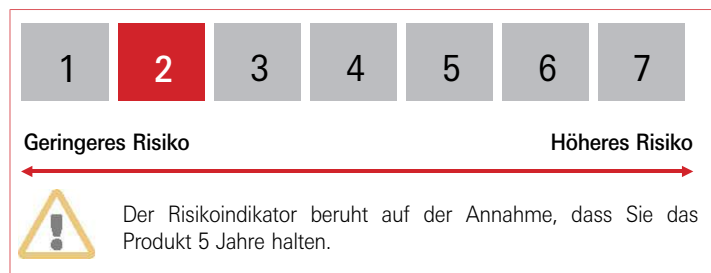 1 2 3 4 5 6 7
Geringeres Risiko Höheres Risiko
Der Risikoindikator beruht auf der Annahme, dass Sie das
Produkt 5 Jahre halten.